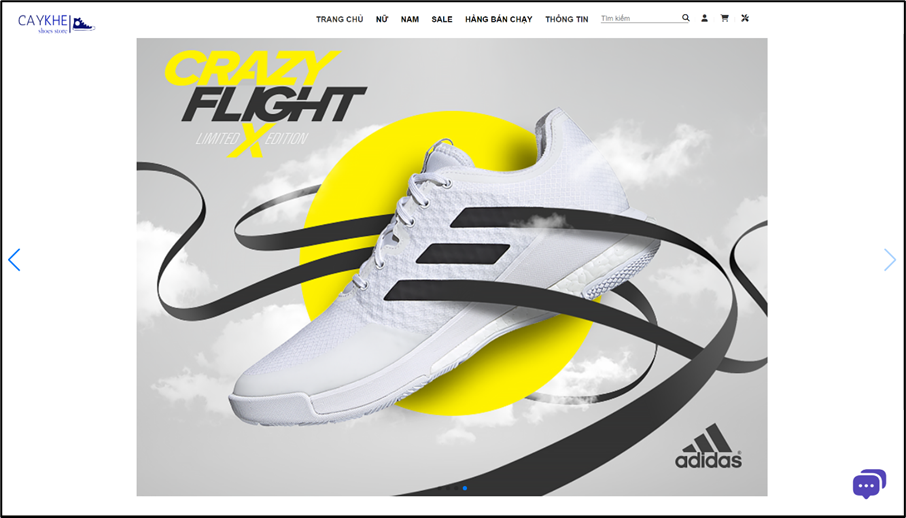 CAYKHE
shoes store
TRANG CHỦ NỮ NAM SALE HÀNG BÁN CHẠY THÔNG TIN Tìm kiếm
CRAZY
FLIGHT
LIMITED X EDITION
adidas